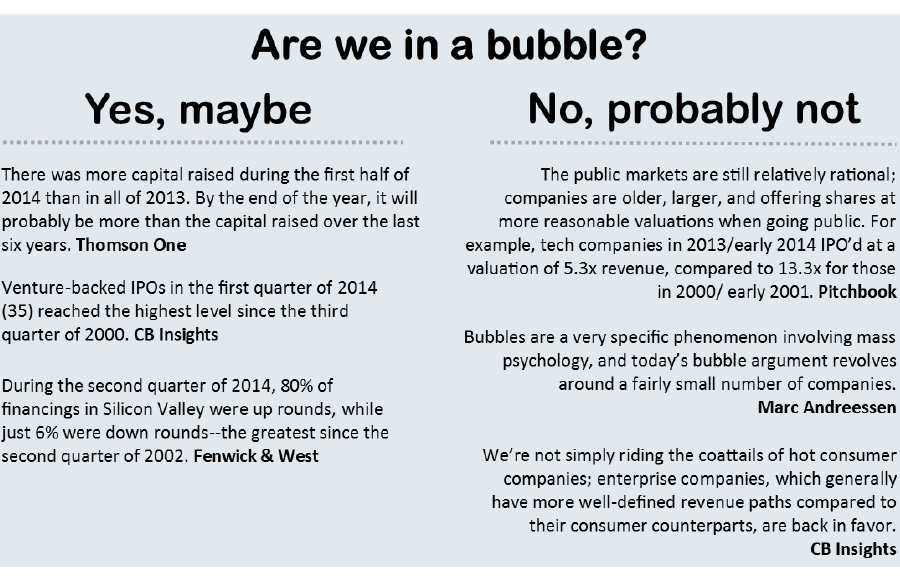 Are we in a bubble?
Yes, maybe
There was more capital raised during the first half of
2014 than in all of 2013. By the end of the year, it will
probably be more than the capital raised over the last
six years. Thomson One
Venture-backed IPOs in the first quarter of 2014
(35) reached the highest level since the third
quarter of 2000. CB Insights
During the second quarter of 2014, 80% of
financings in Silicon Valley were up rounds, while
just 6% were down rounds--the greatest since the
second quarter of 2002. Fenwick & West
No, probably not
The public markets are still relatively rational;
companies are older, larger, and offering shares at
more reasonable valuations when going public. For
example, tech companies in 2013/early 2014 IPO'd at a
valuation of 5.3x revenue, compared to 13.3x for those
in 2000/ early 2001. Pitchbook
Bubbles are a very specific phenomenon involving mass
psychology, and today's bubble argument revolves
around a fairly small number of companies.
Marc Andreessen
We're not simply riding the coattails of hot consumer
companies; enterprise companies, which generally
have more well-defined revenue paths compared to
their consumer counterparts, are back in favor.
CB Insights